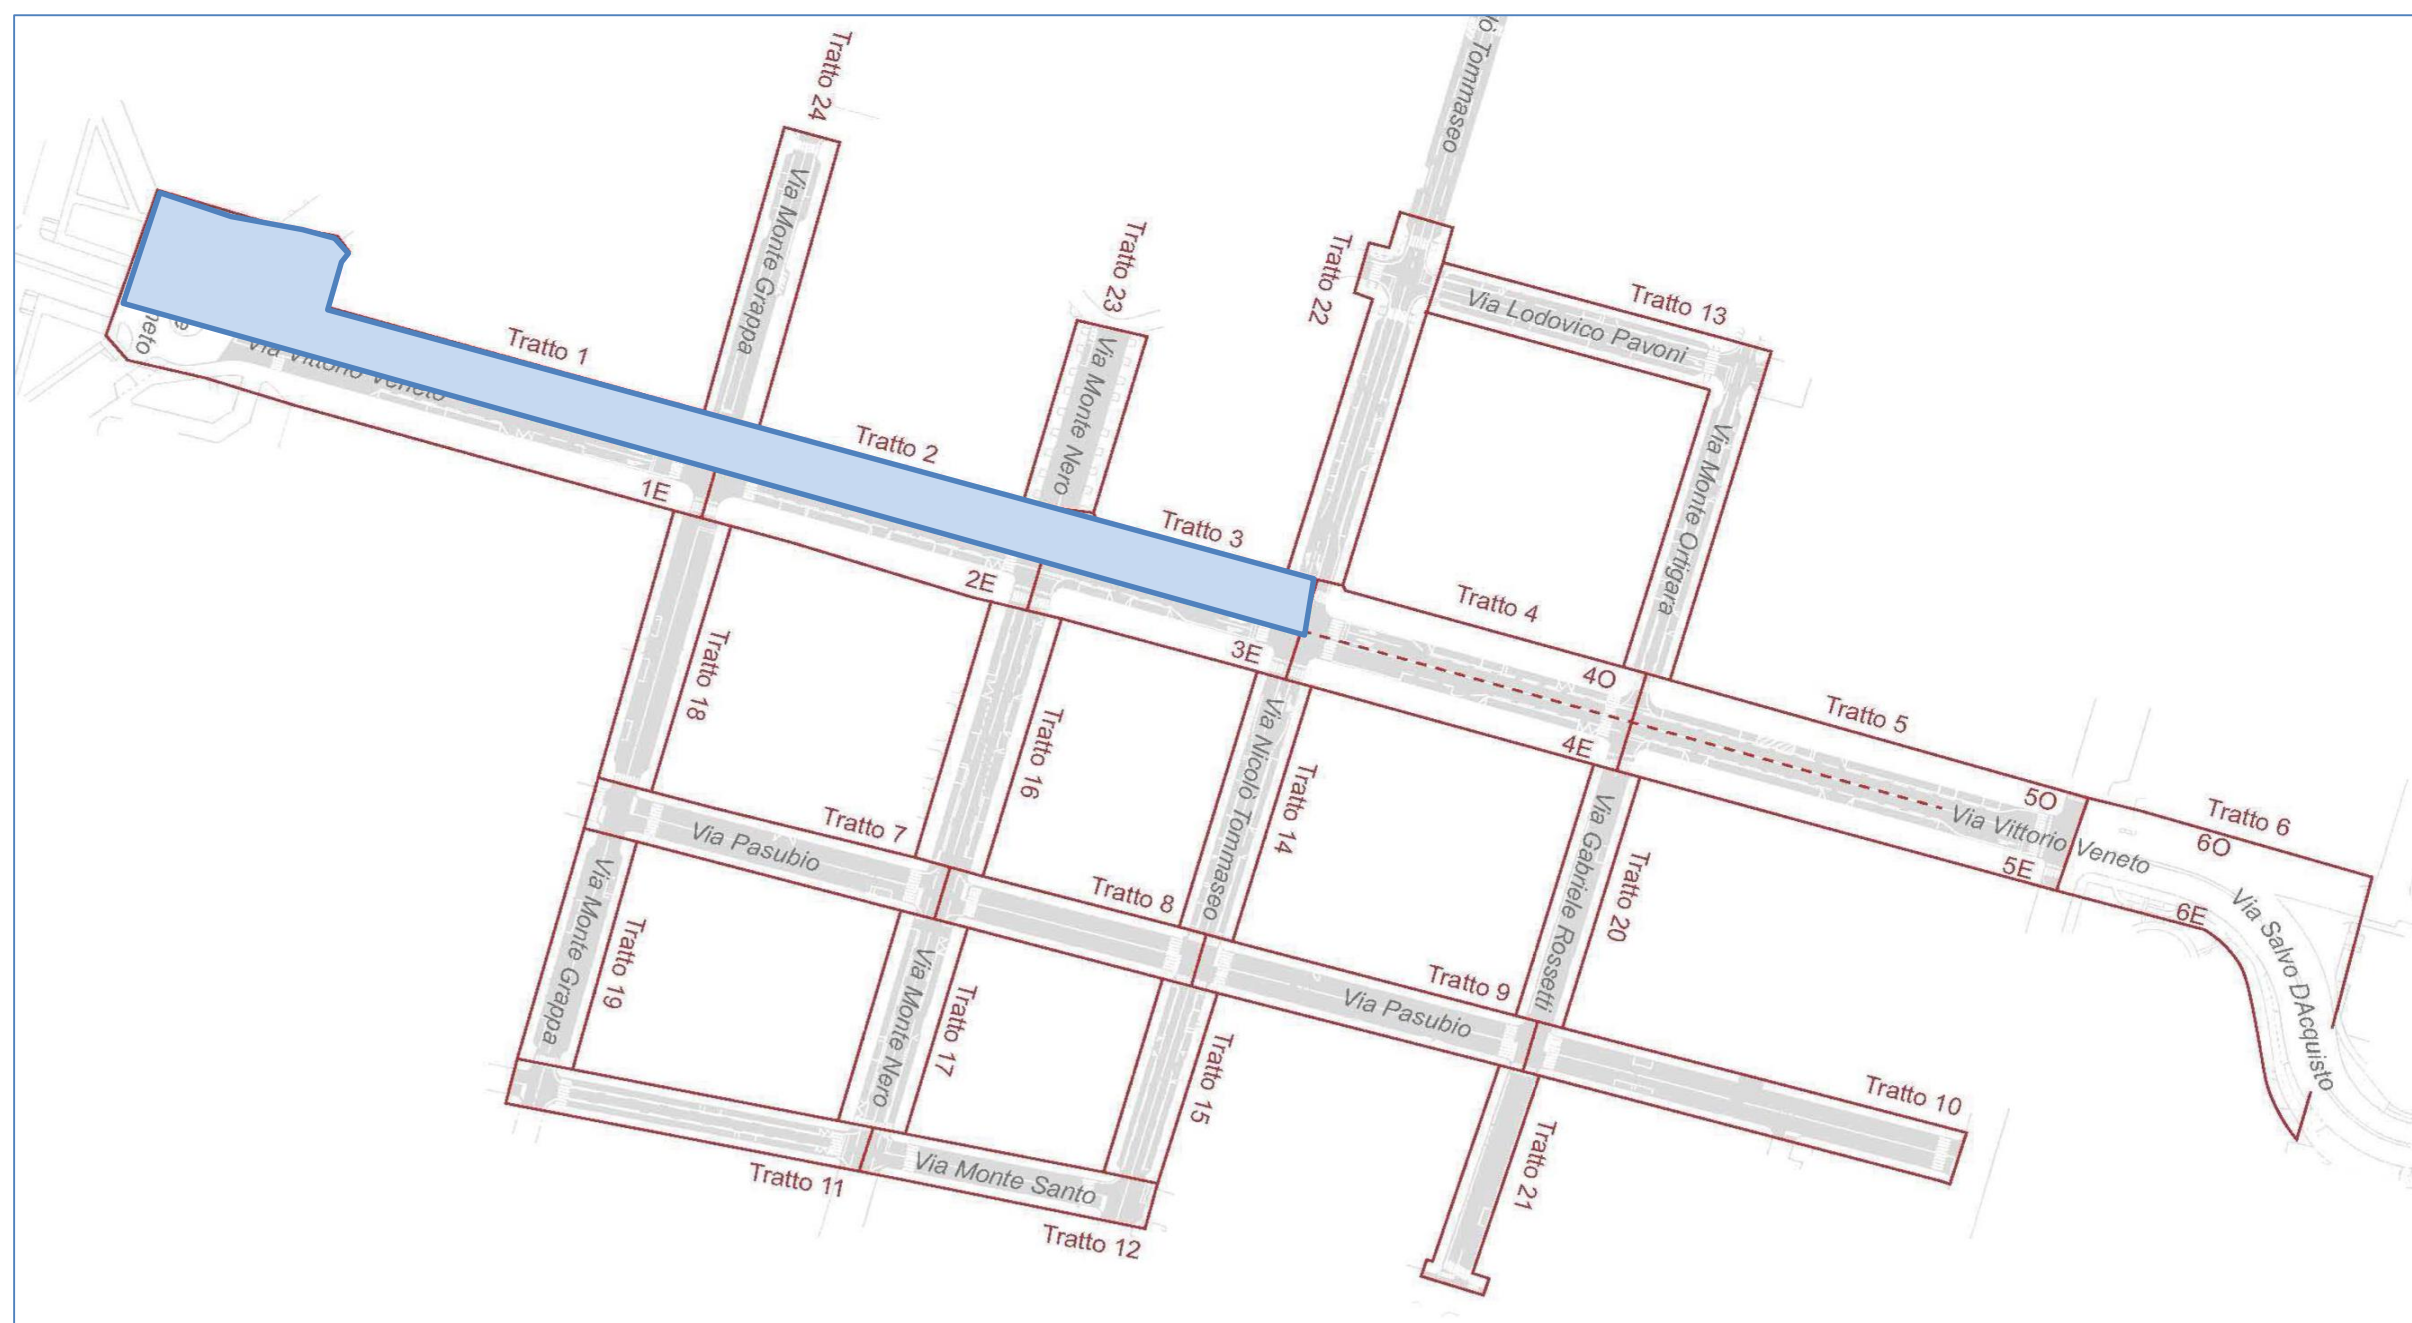 lò Tommaseo
Tratto 24
Via Monte Grappa
Tratto 23
Via Monte Nero
Tratto 22
Tratto 13
Via Lodovico Pavoni
Via Monte Ortigara
Tratto 1
neto
e
Via Vittorio Veneto
1E
Tratto 2
2E
Tratto 3
3E
Tratto 4
4O
4E
Tratto 5
5O
5E
Via Vittorio Veneto
Tratto 6
6O
6E
Via Salvo DAcquisto
Tratto 18
Tratto 16
Via Nicolò Tommaseo
Tratto 14
Via Gabriele Rossetti
Tratto 20
Tratto 7
Via Pasubio
Tratto 8
Tratto 9
Via Pasubio
Tratto 10
Via Monte Grappa
Tratto 19
Via Monte Nero
Tratto 17
Tratto 15
Tratto 21
Tratto 11
Via Monte Santo
Tratto 12